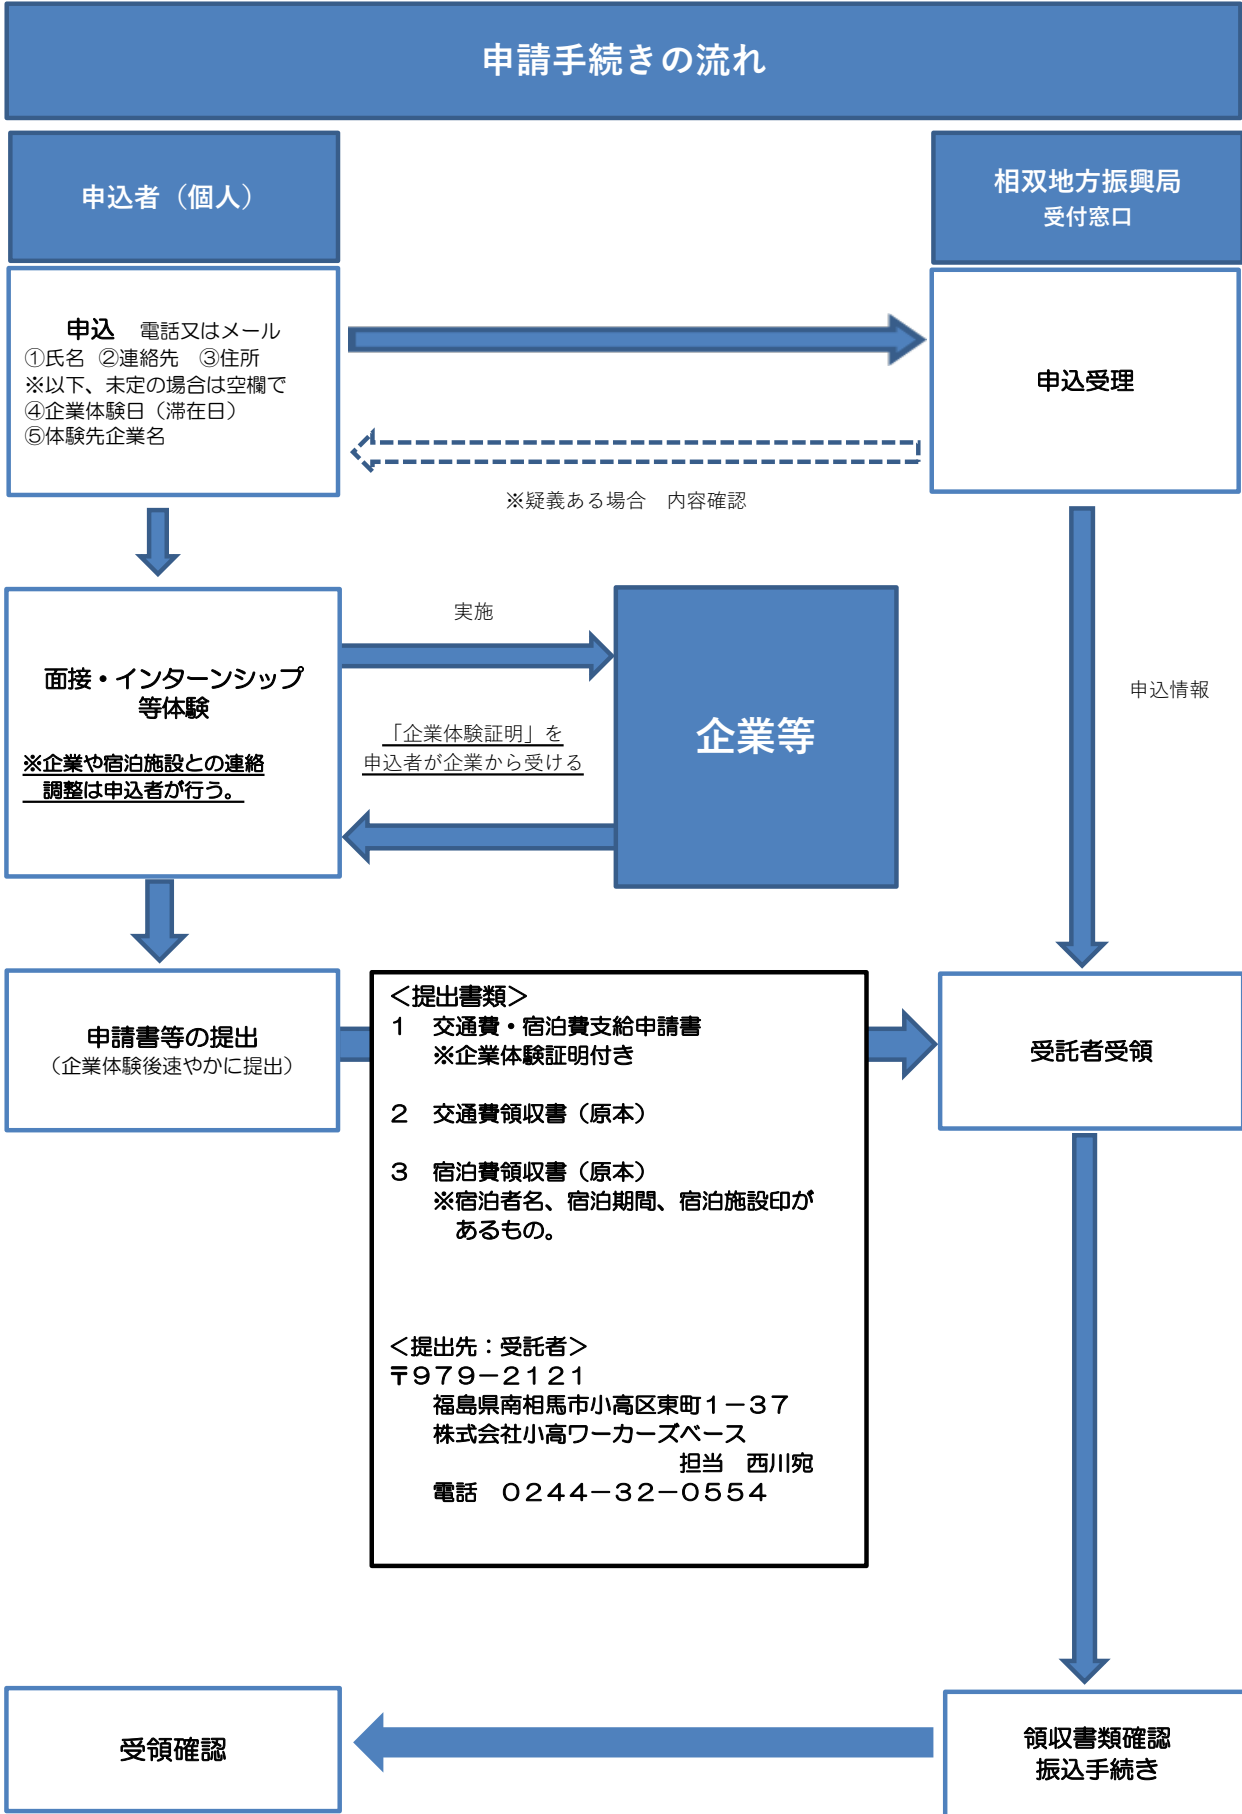 申請手続きの流れ
申込者（個人）
相双地方振興局
受付窓口
申込　電話又はメール
①氏名　②連絡先　③住所
※以下、未定の場合は空欄で
④企業体験日（滞在日）
⑤体験先企業名
申込受理
※疑義ある場合　内容確認
面接・インターンシップ
等体験
※企業や宿泊施設との連絡
調整は申込者が行う。
実施
「企業体験証明」を
申込者が企業から受ける
企業等
申込情報
申請書等の提出
（企業体験後速やかに提出）
＜提出書類＞
１　交通費・宿泊費支給申請書
※企業体験証明付き
２　交通費領収書（原本）
３　宿泊費領収書（原本）
※宿泊者名、宿泊期間、宿泊施設印が
あるもの。
＜提出先：受託者＞
〒９７９－２１２１
福島県南相馬市小高区東町１－３７
株式会社小高ワーカーズベース
担当　西川宛
電話　０２４４－３２－０５５４
受託者受領
受領確認
領収書類確認
振込手続き